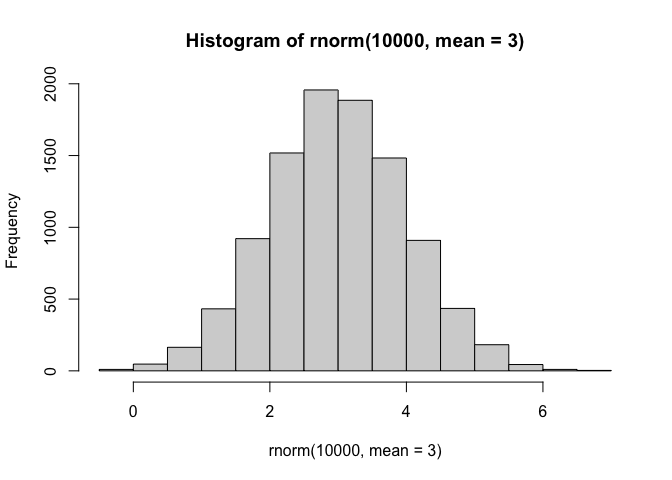 Histogram of rnorm(10000, mean = 3)
Frequency
2000
1500
1000
500
0
0 2 4 6
rnorm(10000, mean = 3)